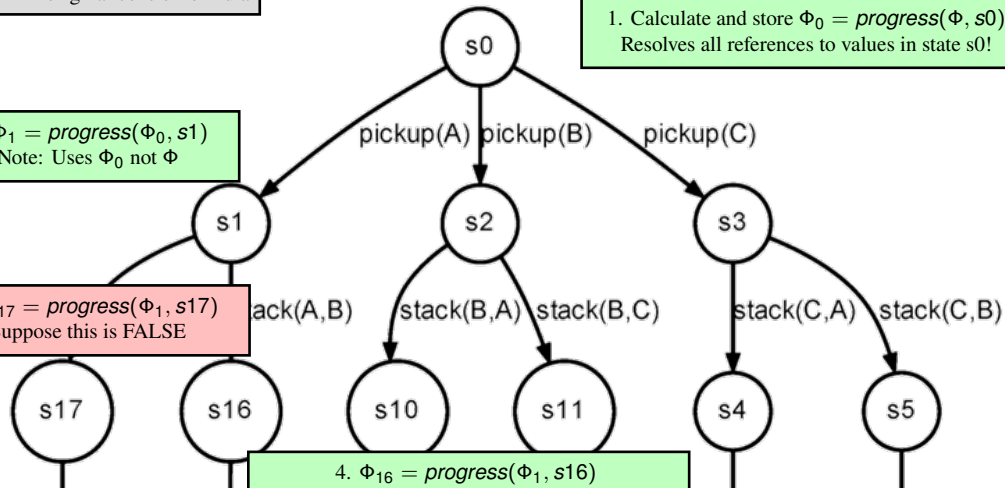 s0
1. Calculate and store Φ₀ = progress(Φ, s0)
Resolves all references to values in state s0!
Φ₁ = progress(Φ₀, s1)
Note: Uses Φ₀ not Φ
pickup(A)
pickup(B)
pickup(C)
s1
s2
s3
₁₇ = progress(Φ₁, s17)
uppose this is FALSE
tack(A,B)
stack(B,A)
stack(B,C)
stack(C,A)
stack(C,B)
s17
s16
s10
s11
s4
s5
4. Φ₁₆ = progress(Φ₁, s16)